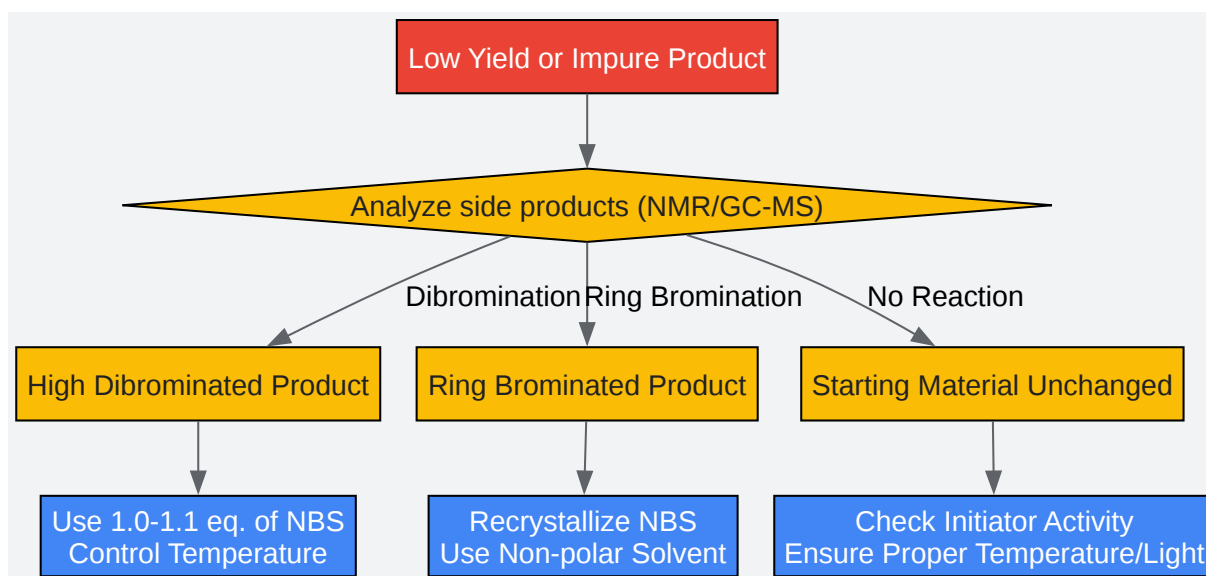 Low Yield or Impure Product
Analyze side products (NMR/GC-MS)
Dibromination
Ring Bromination
No Reaction
High Dibrominated Product
Ring Brominated Product
Starting Material Unchanged
Use 1.0-1.1 eq. of NBS
Control Temperature
Recrystallize NBS
Use Non-polar Solvent
Check Initiator Activity
Ensure Proper Temperature/Light